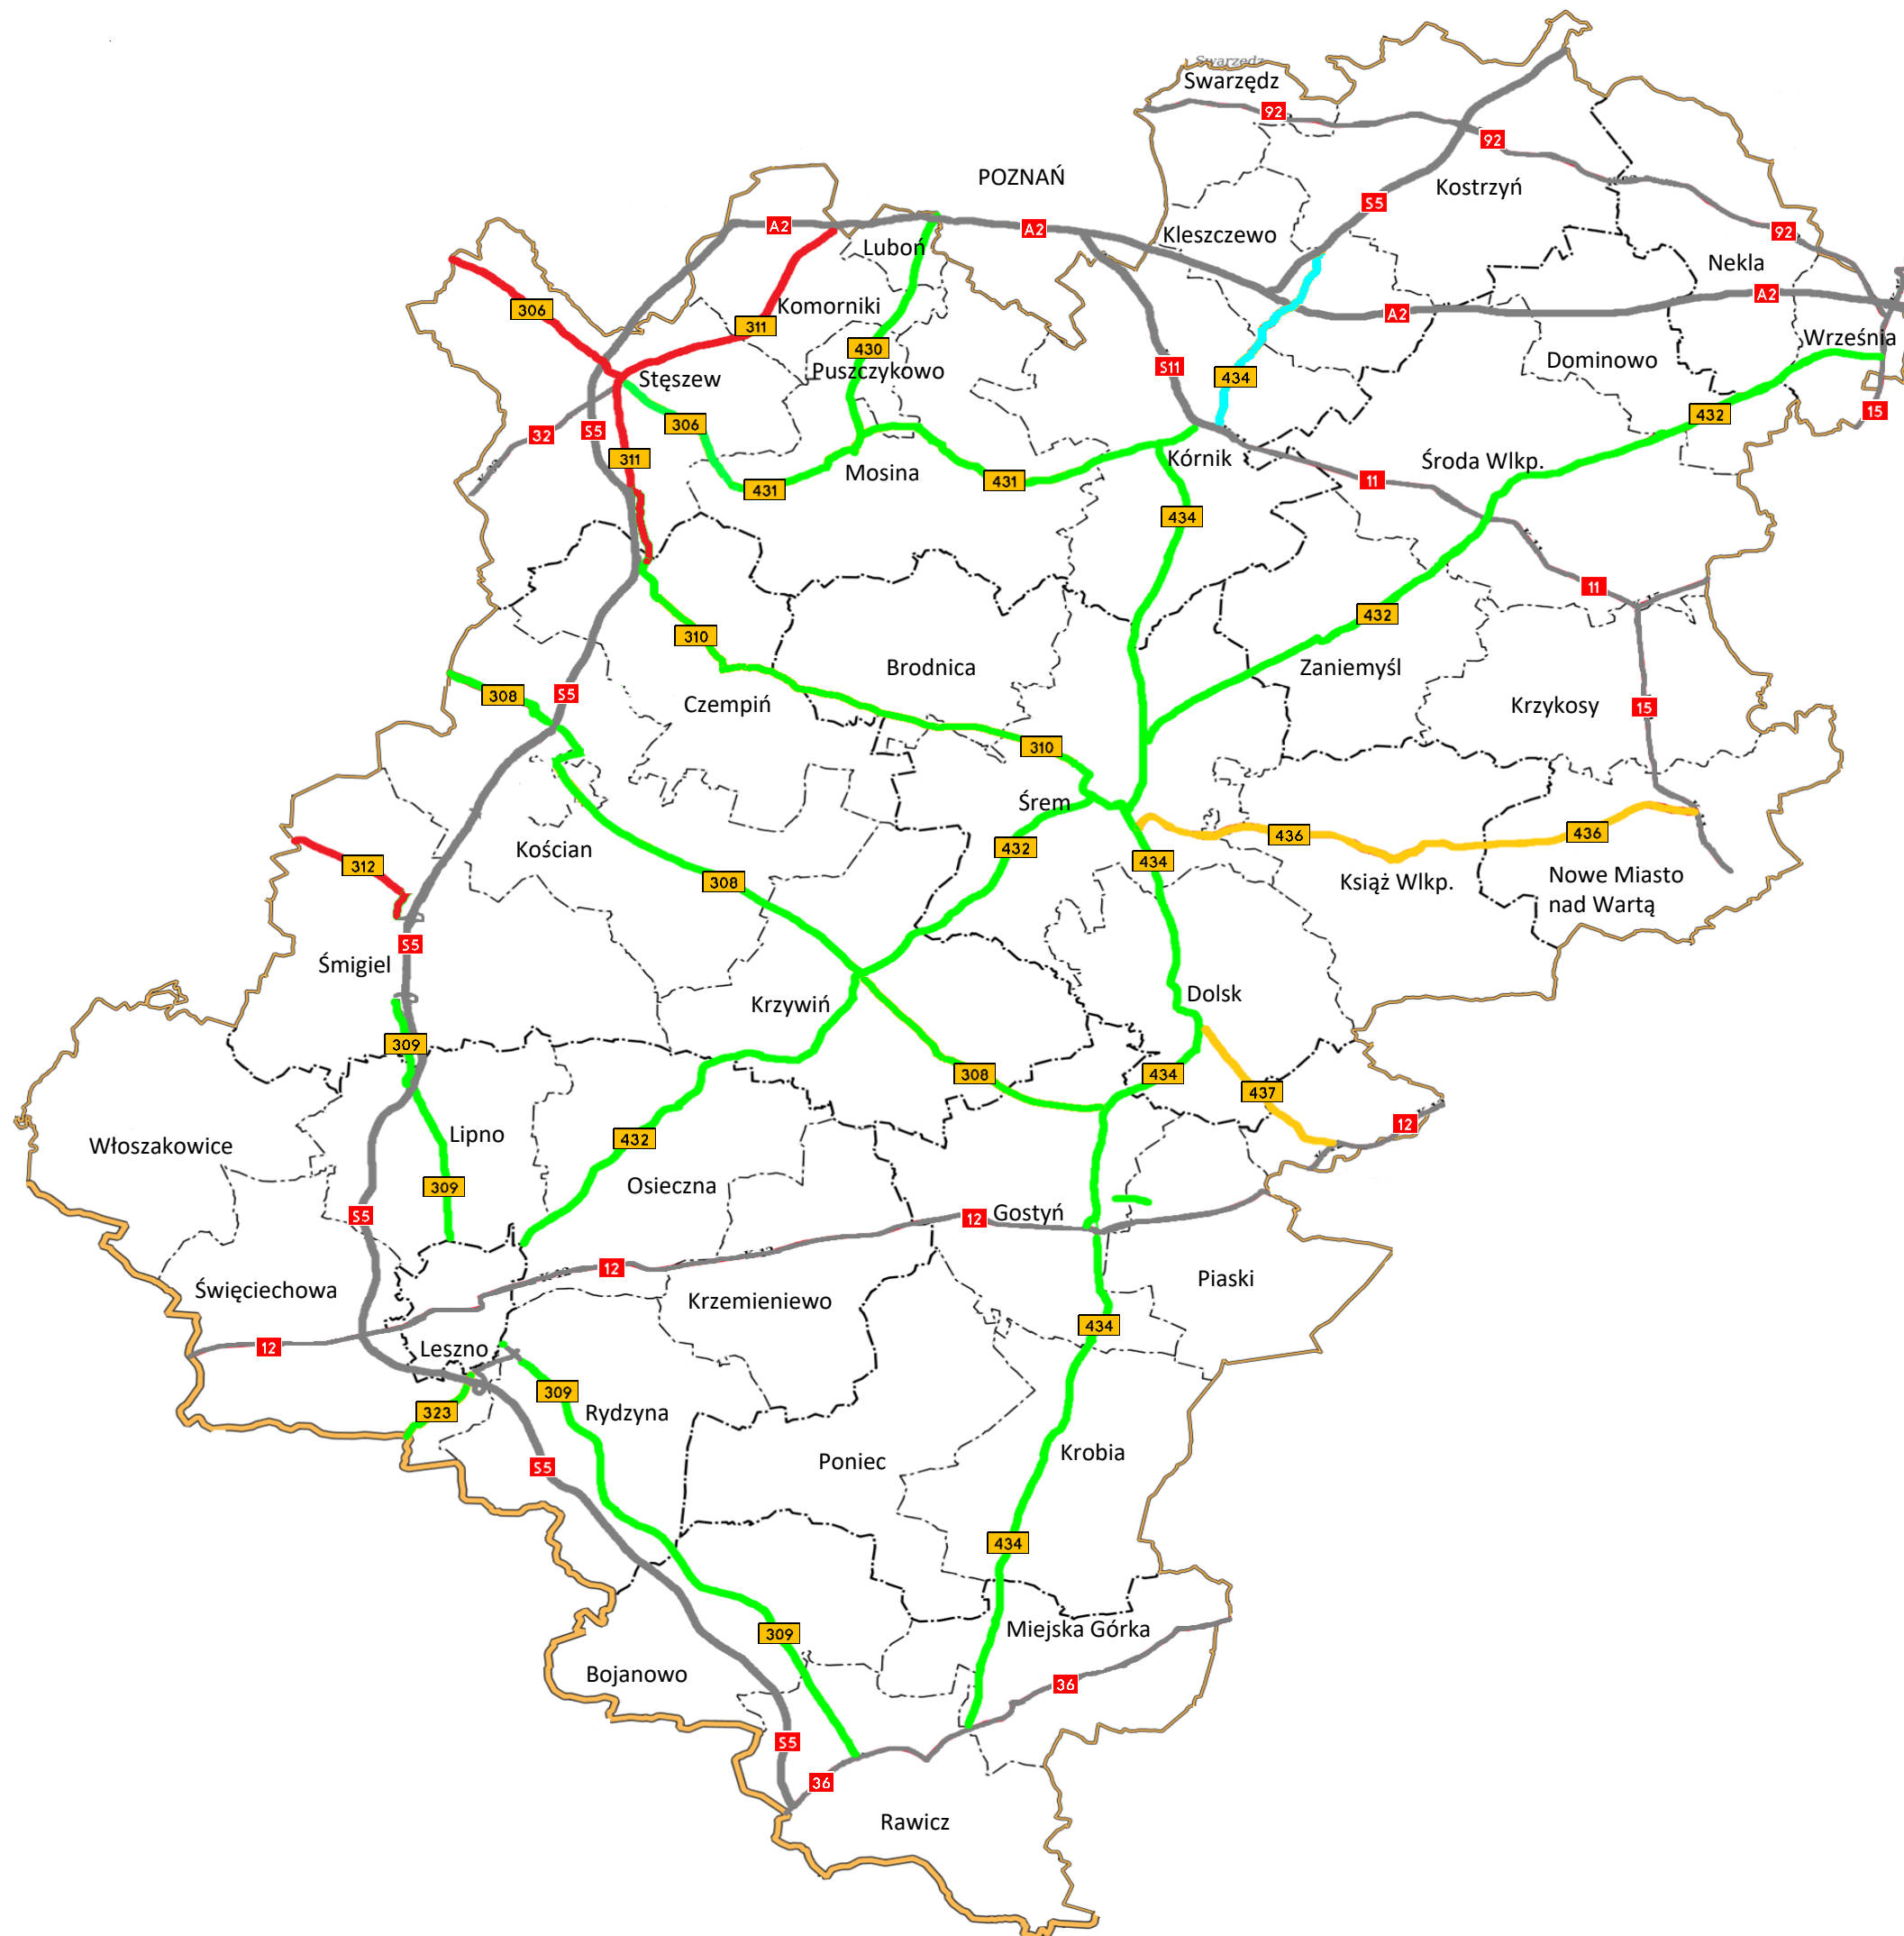 Swarzędz
Swarzędz
92
92
POZNAŃ
Kostrzyń
S5
A2
A2
Kleszczewo
92
Luboń
Nekla
A2
306
Komorniki
A2
311
Września
430
Dominowo
S11
Puszczykowo
Stęszew
434
15
432
306
32
S5
311
Mosina
Kórnik
Środa Wlkp.
431
431
11
434
11
432
310
Brodnica
Zaniemyśl
308
S5
Czempiń
Krzykosy
15
310
Śrem
436
436
432
Kościan
434
312
308
Książ Wlkp.
Nowe Miasto
nad Wartą
S5
Śmigiel
Dolsk
Krzywiń
309
308
434
437
12
Włoszakowice
Lipno
432
309
Osieczna
S5
12
Gostyń
12
Piaski
Święciechowa
Krzemieniewo
434
12
Leszno
309
323
Rydzyna
Krobia
S5
Poniec
434
309
Miejska Górka
Bojanowo
36
S5
36
Rawicz